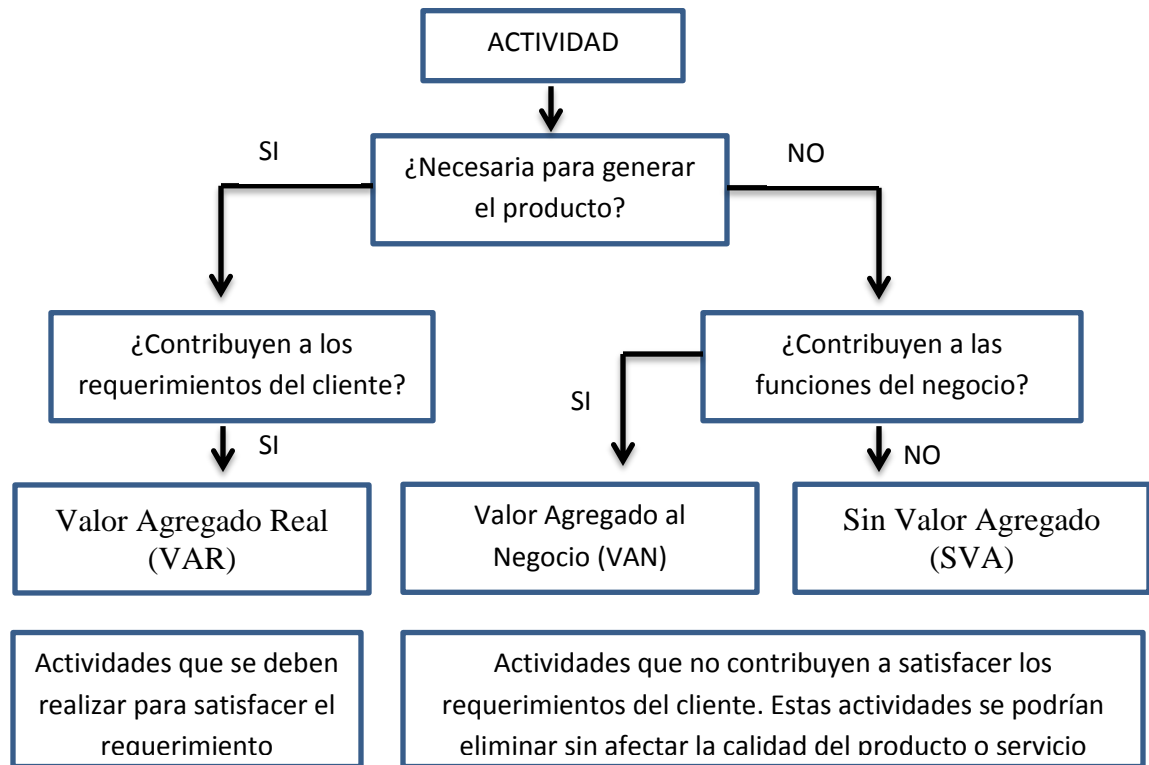 ACTIVIDAD
SI
NO
¿Necesaria para generar
el producto?
¿Contribuyen a los
requerimientos del cliente?
¿Contribuyen a las
funciones del negocio?
SI
SI
NO
Valor Agregado Real
(VAR)
Valor Agregado al
Negocio (VAN)
Sin Valor Agregado
(SVA)
Actividades que se deben
realizar para satisfacer el
requerimiento
Actividades que no contribuyen a satisfacer los
requerimientos del cliente. Estas actividades se podrían
eliminar sin afectar la calidad del producto o servicio